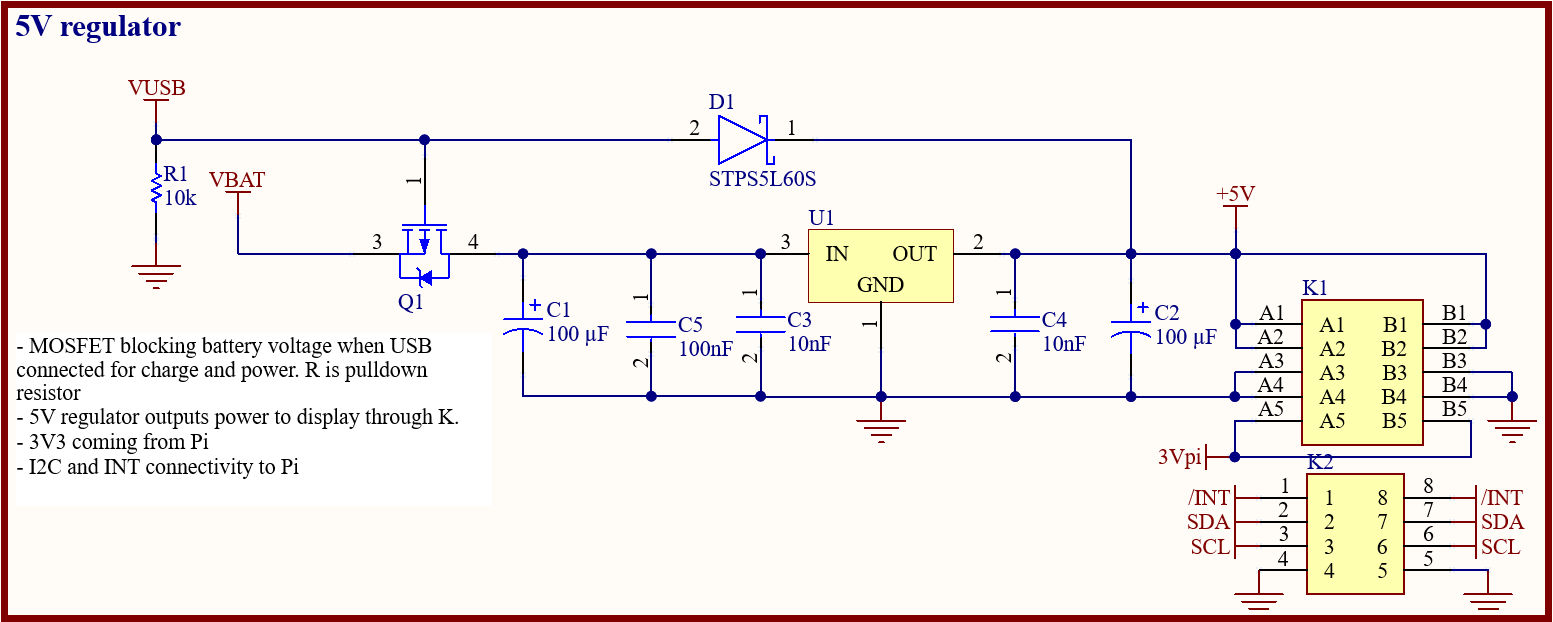 5V regulator
VUSB
D1
2
1
STPS5L60S
R1
10k
VBAT
1
3
4
Q1
U1
3
IN
OUT
GND
2
1
+5V
1
2
1
2
1
2
C1
100 µF
C5
100nF
C3
10nF
C4
10nF
C2
100 µF
K1
A1 A1 B1 B1
A2 A2 B2 B2
A3 A3 B3 B3
A4 A4 B4 B4
A5 A5 B5 B5
3Vpi
- MOSFET blocking battery voltage when USB
connected for charge and power. R is pulldown
resistor
- 5V regulator outputs power to display through K.
- 3V3 coming from Pi
- I2C and INT connectivity to Pi
K2
/INT 1 1 8 8 /INT
SDA 2 2 7 7 SDA
SCL 3 3 6 6 SCL
4 4 5 5